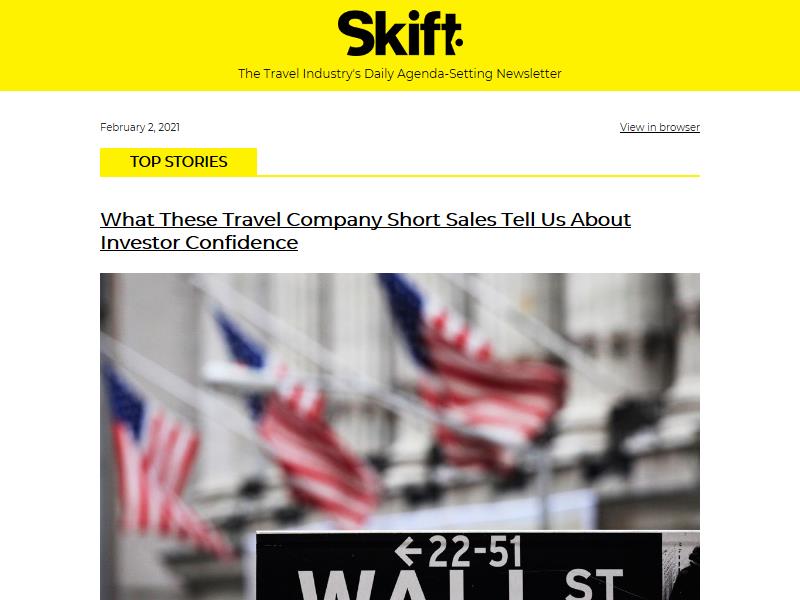 Skift.
The Travel Industry's Daily Agenda-Setting Newsletter
February 2, 2021
View in browser
TOP STORIES
What These Travel Company Short Sales Tell Us About
Investor Confidence
←22-51
WALL ST